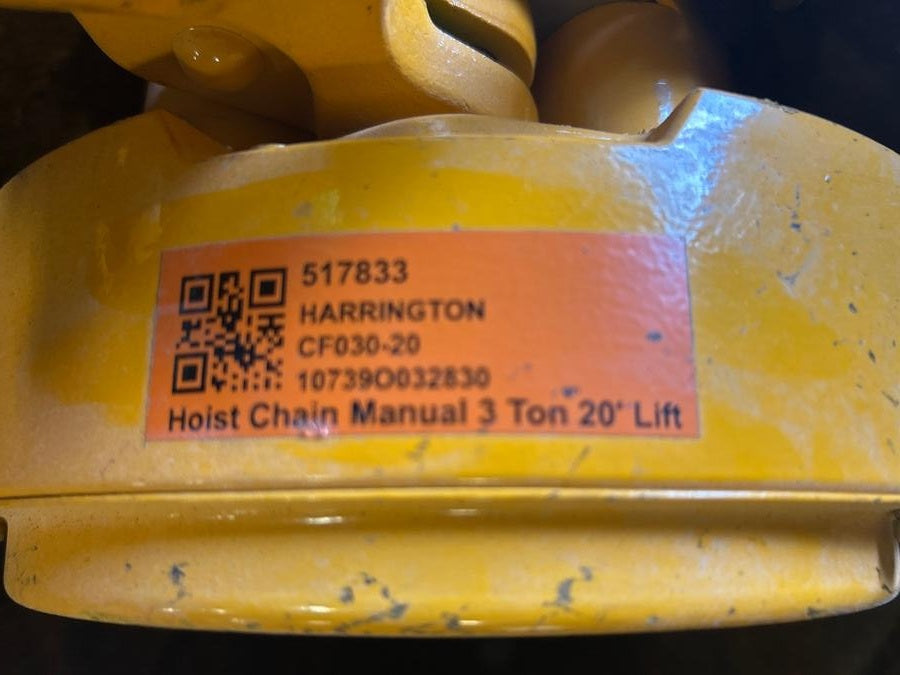 517833
HARRINGTON
CF030-20
10739O032830
Hoist Chain Manual 3 Ton 20' Lift